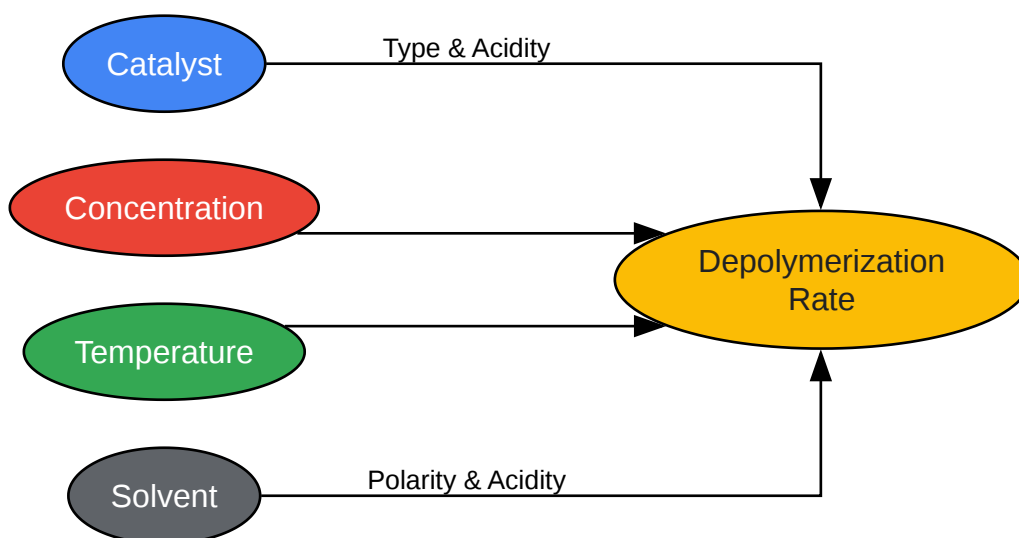 Catalyst
Type & Acidity
Concentration
Depolymerization
Rate
Temperature
Solvent
Polarity & Acidity